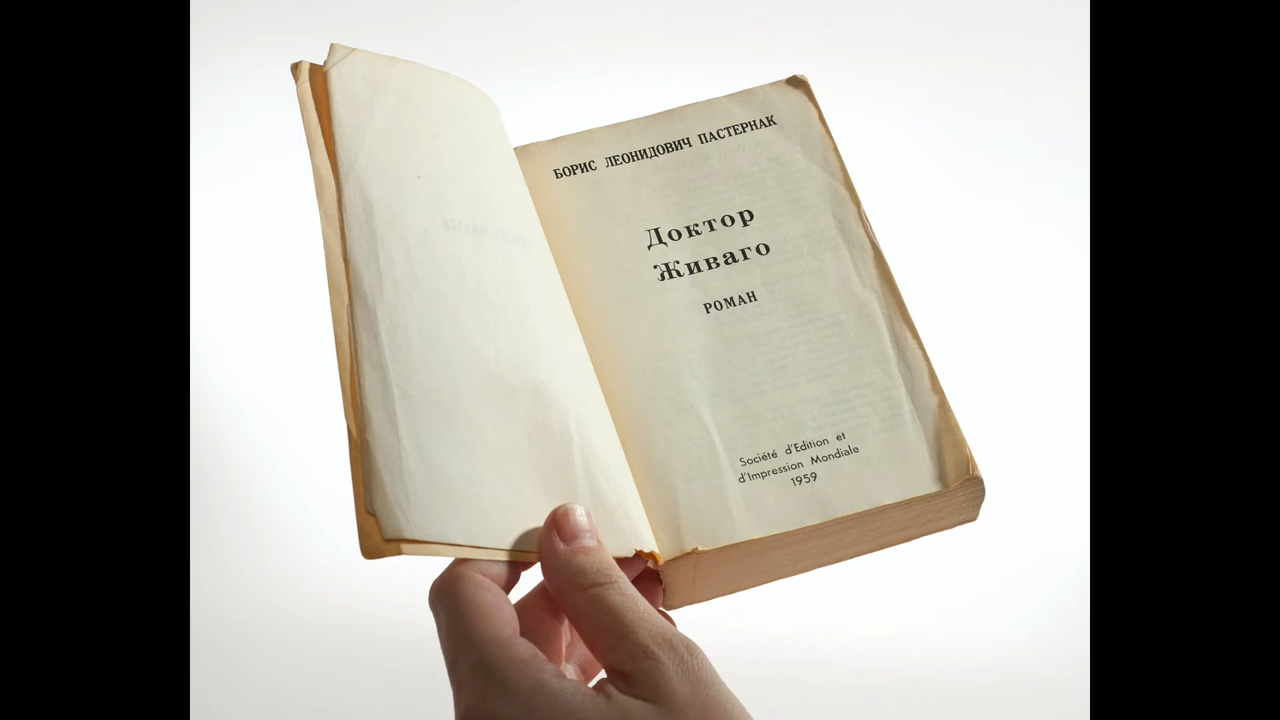 БОРИС ЛЕОНИДОВИЧ ПАСТЕРНАК
Доктор
Живаго
РОМАН
Société d'Edition et
d'Impression Mondiale
1959